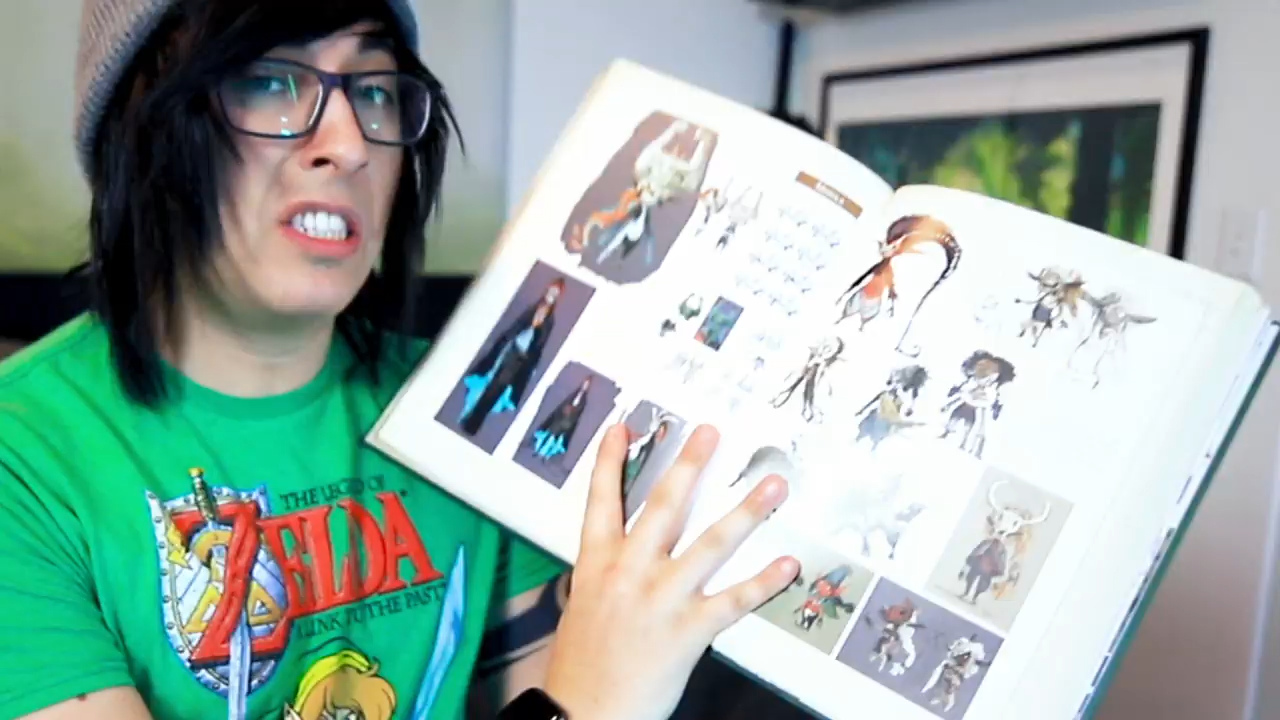 THE LEGEND OF
ZELDA
A LINK TO THE PAST